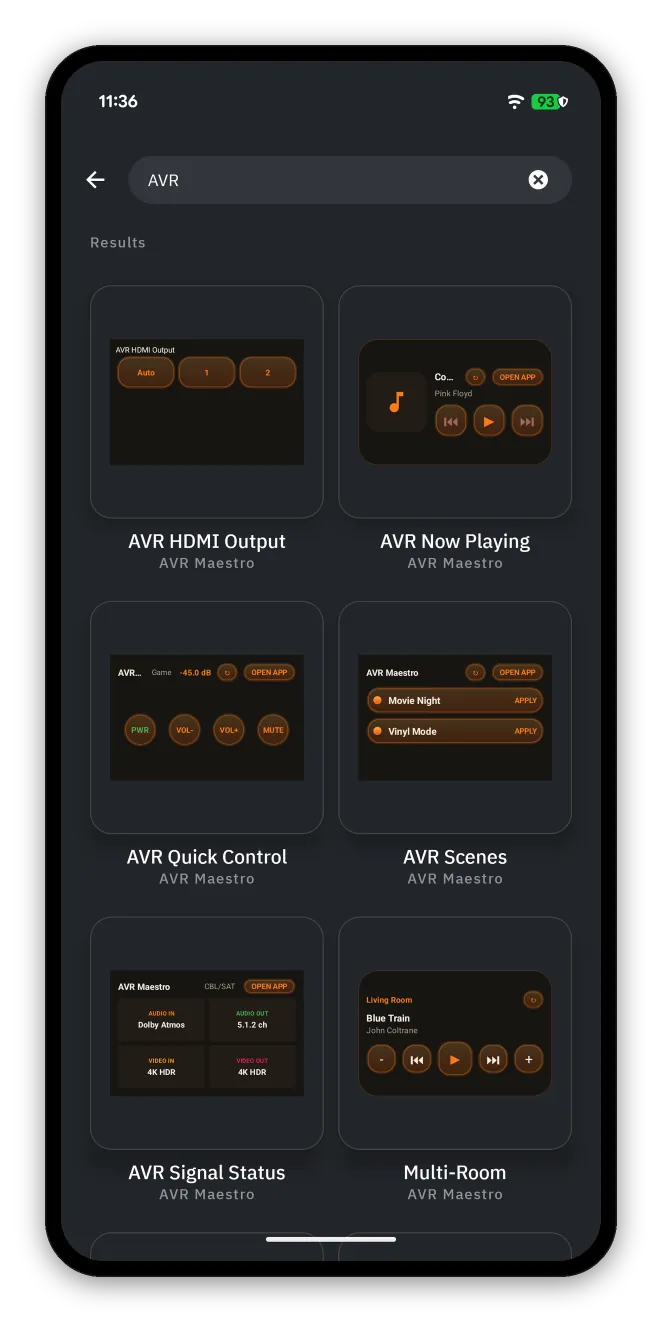 11:36
93
AVR
Results
AVR HDMI Output
Auto
1
2
AVR HDMI Output
AVR Maestro
Co...
OPEN APP
Pink Floyd
AVR Now Playing
AVR Maestro
AVR...
Game
-45.0 dB
OPEN APP
PWR
VOL-
VOL+
MUTE
AVR Quick Control
AVR Maestro
AVR Maestro
OPEN APP
Movie Night
APPLY
Vinyl Mode
APPLY
AVR Scenes
AVR Maestro
AVR Maestro
CBL/SAT
OPEN APP
AUDIO IN
Dolby Atmos
AUDIO OUT
5.1.2 ch
VIDEO IN
4K HDR
VIDEO OUT
4K HDR
AVR Signal Status
AVR Maestro
Living Room
Blue Train
John Coltrane
-
+
Multi-Room
AVR Maestro